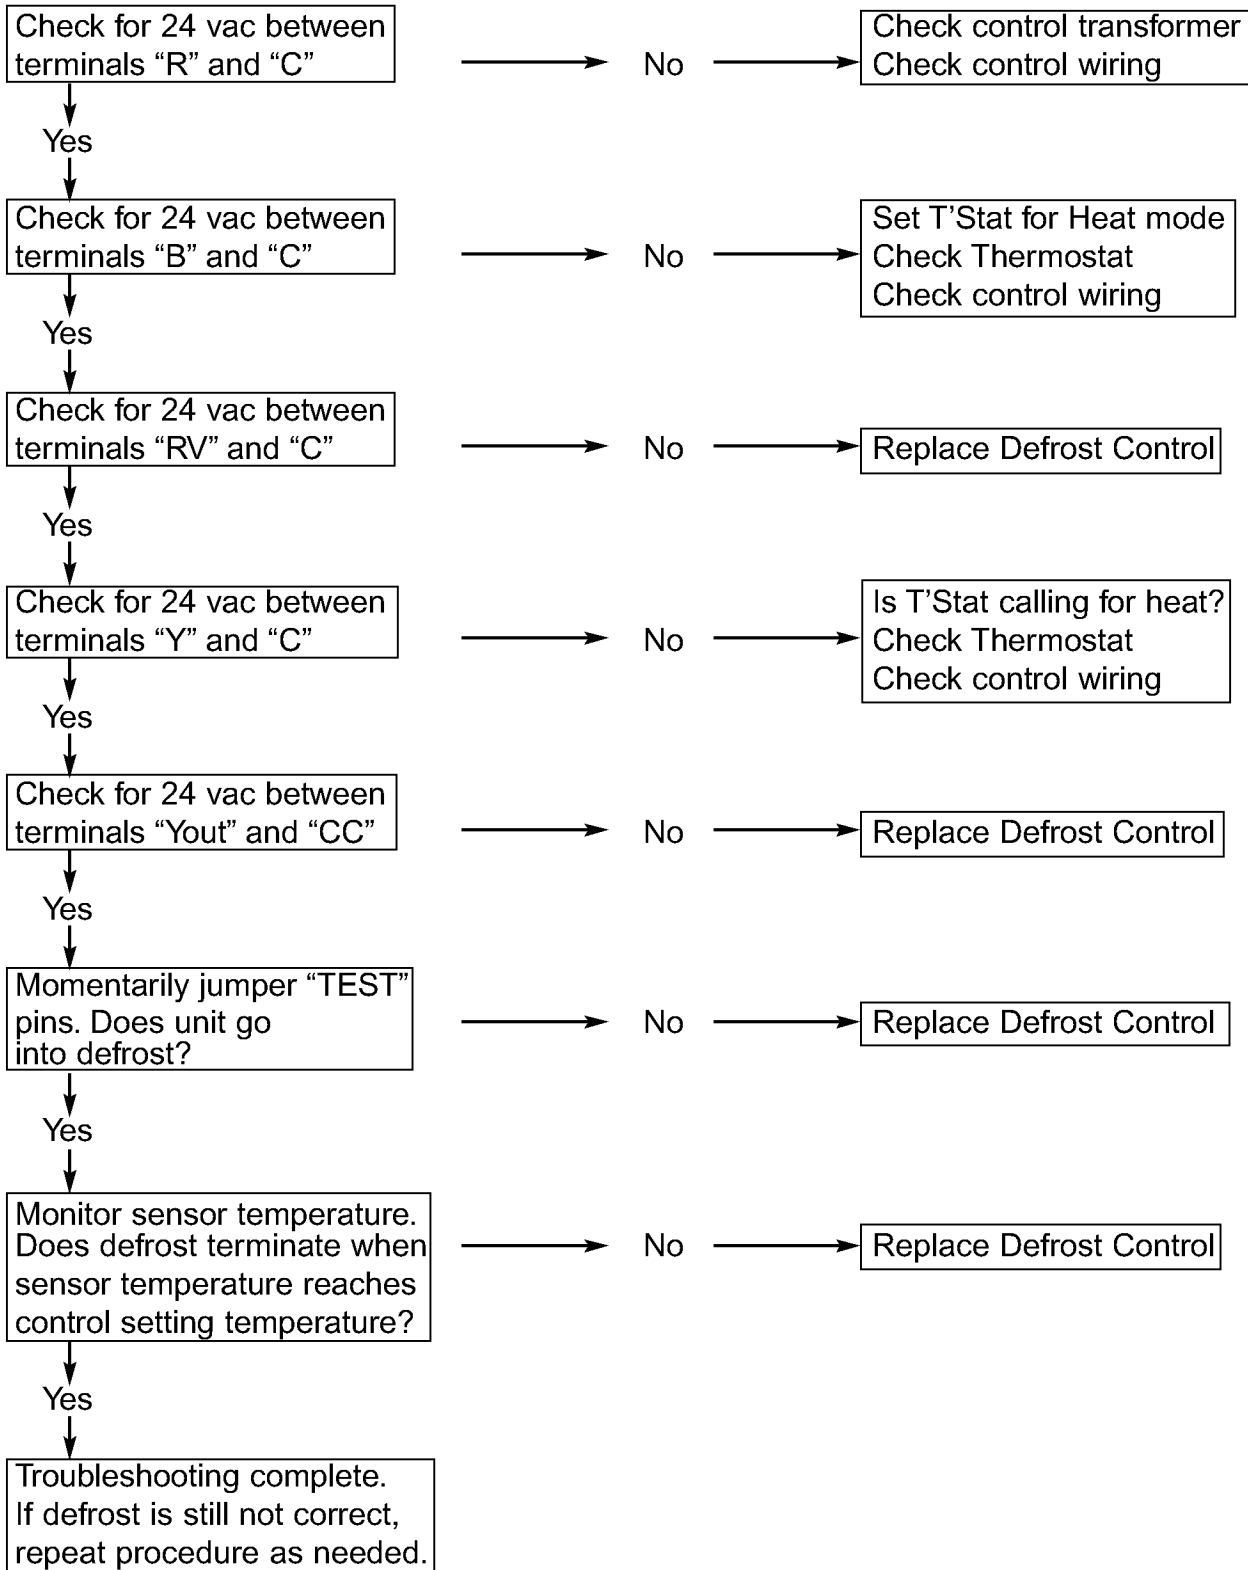 Check for 24 vac between
terminals “R” and “C”
No
Check control transformer
Check control wiring
Yes
Check for 24 vac between
terminals “B” and “C”
No
Set T’Stat for Heat mode
Check Thermostat
Check control wiring
Yes
Check for 24 vac between
terminals “RV” and “C”
No
Replace Defrost Control
Yes
Check for 24 vac between
terminals “Y” and “C”
No
Is T’Stat calling for heat?
Check Thermostat
Check control wiring
Yes
Check for 24 vac between
terminals “Yout” and “CC”
No
Replace Defrost Control
Yes
Momentarily jumper “TEST”
pins. Does unit go
into defrost?
No
Replace Defrost Control
Yes
Monitor sensor temperature.
Does defrost terminate when
sensor temperature reaches
control setting temperature?
No
Replace Defrost Control
Yes
Troubleshooting complete.
If defrost is still not correct,
repeat procedure as needed.